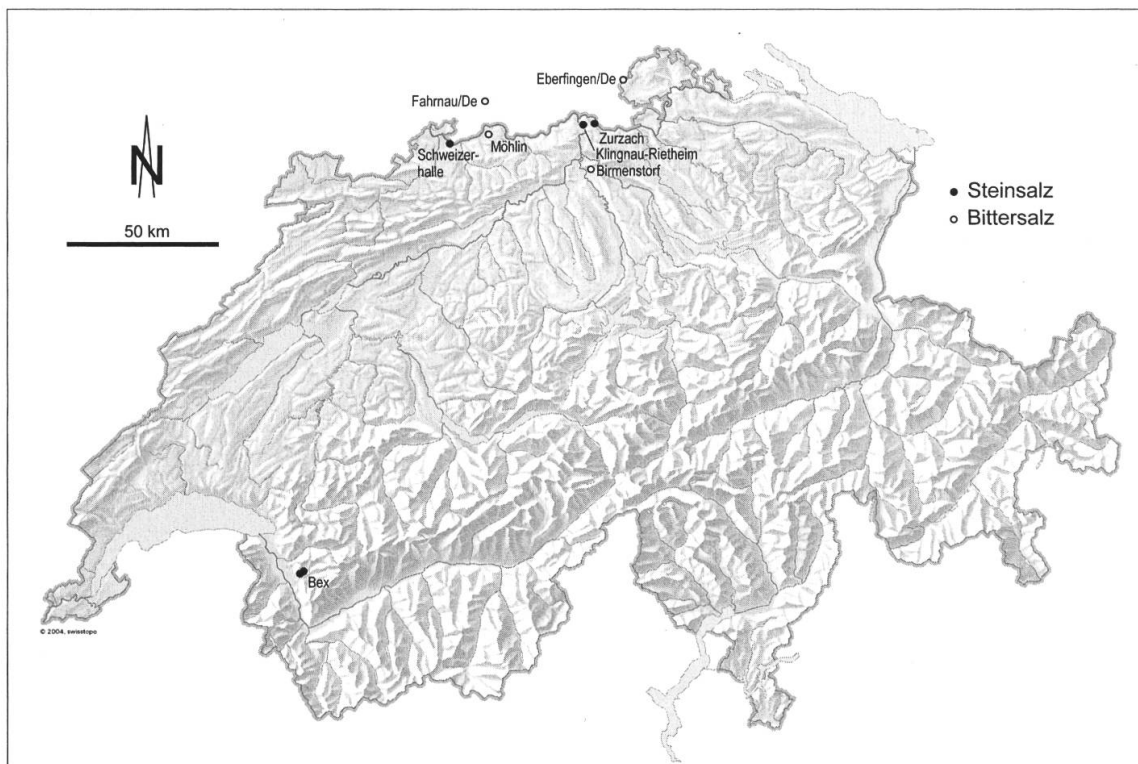 Eberfingen/De
Fahrnau/De
N
Möhlin
Schweizer-
halle
Zurzach
Klingnau-Rietheim
Birmenstorf
Steinsalz
Bittersalz
50 km
Bex
© 2004, swisstopo